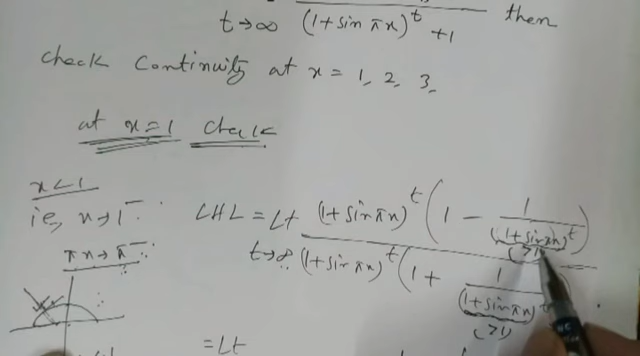 t→∞ (1+sin πx)^t +1 then
check Continuity at x = 1, 2, 3,
at x=1 check
x<1
ie, x→1⁻
πx→π⁻
LHL = Lt t→∞ (1+sin πx)^t (1 - 1/(1+sin πx)^t) / (1+sin πx)^t (1 + 1/(1+sin πx)^t)
(>1)
(>1)
= Lt